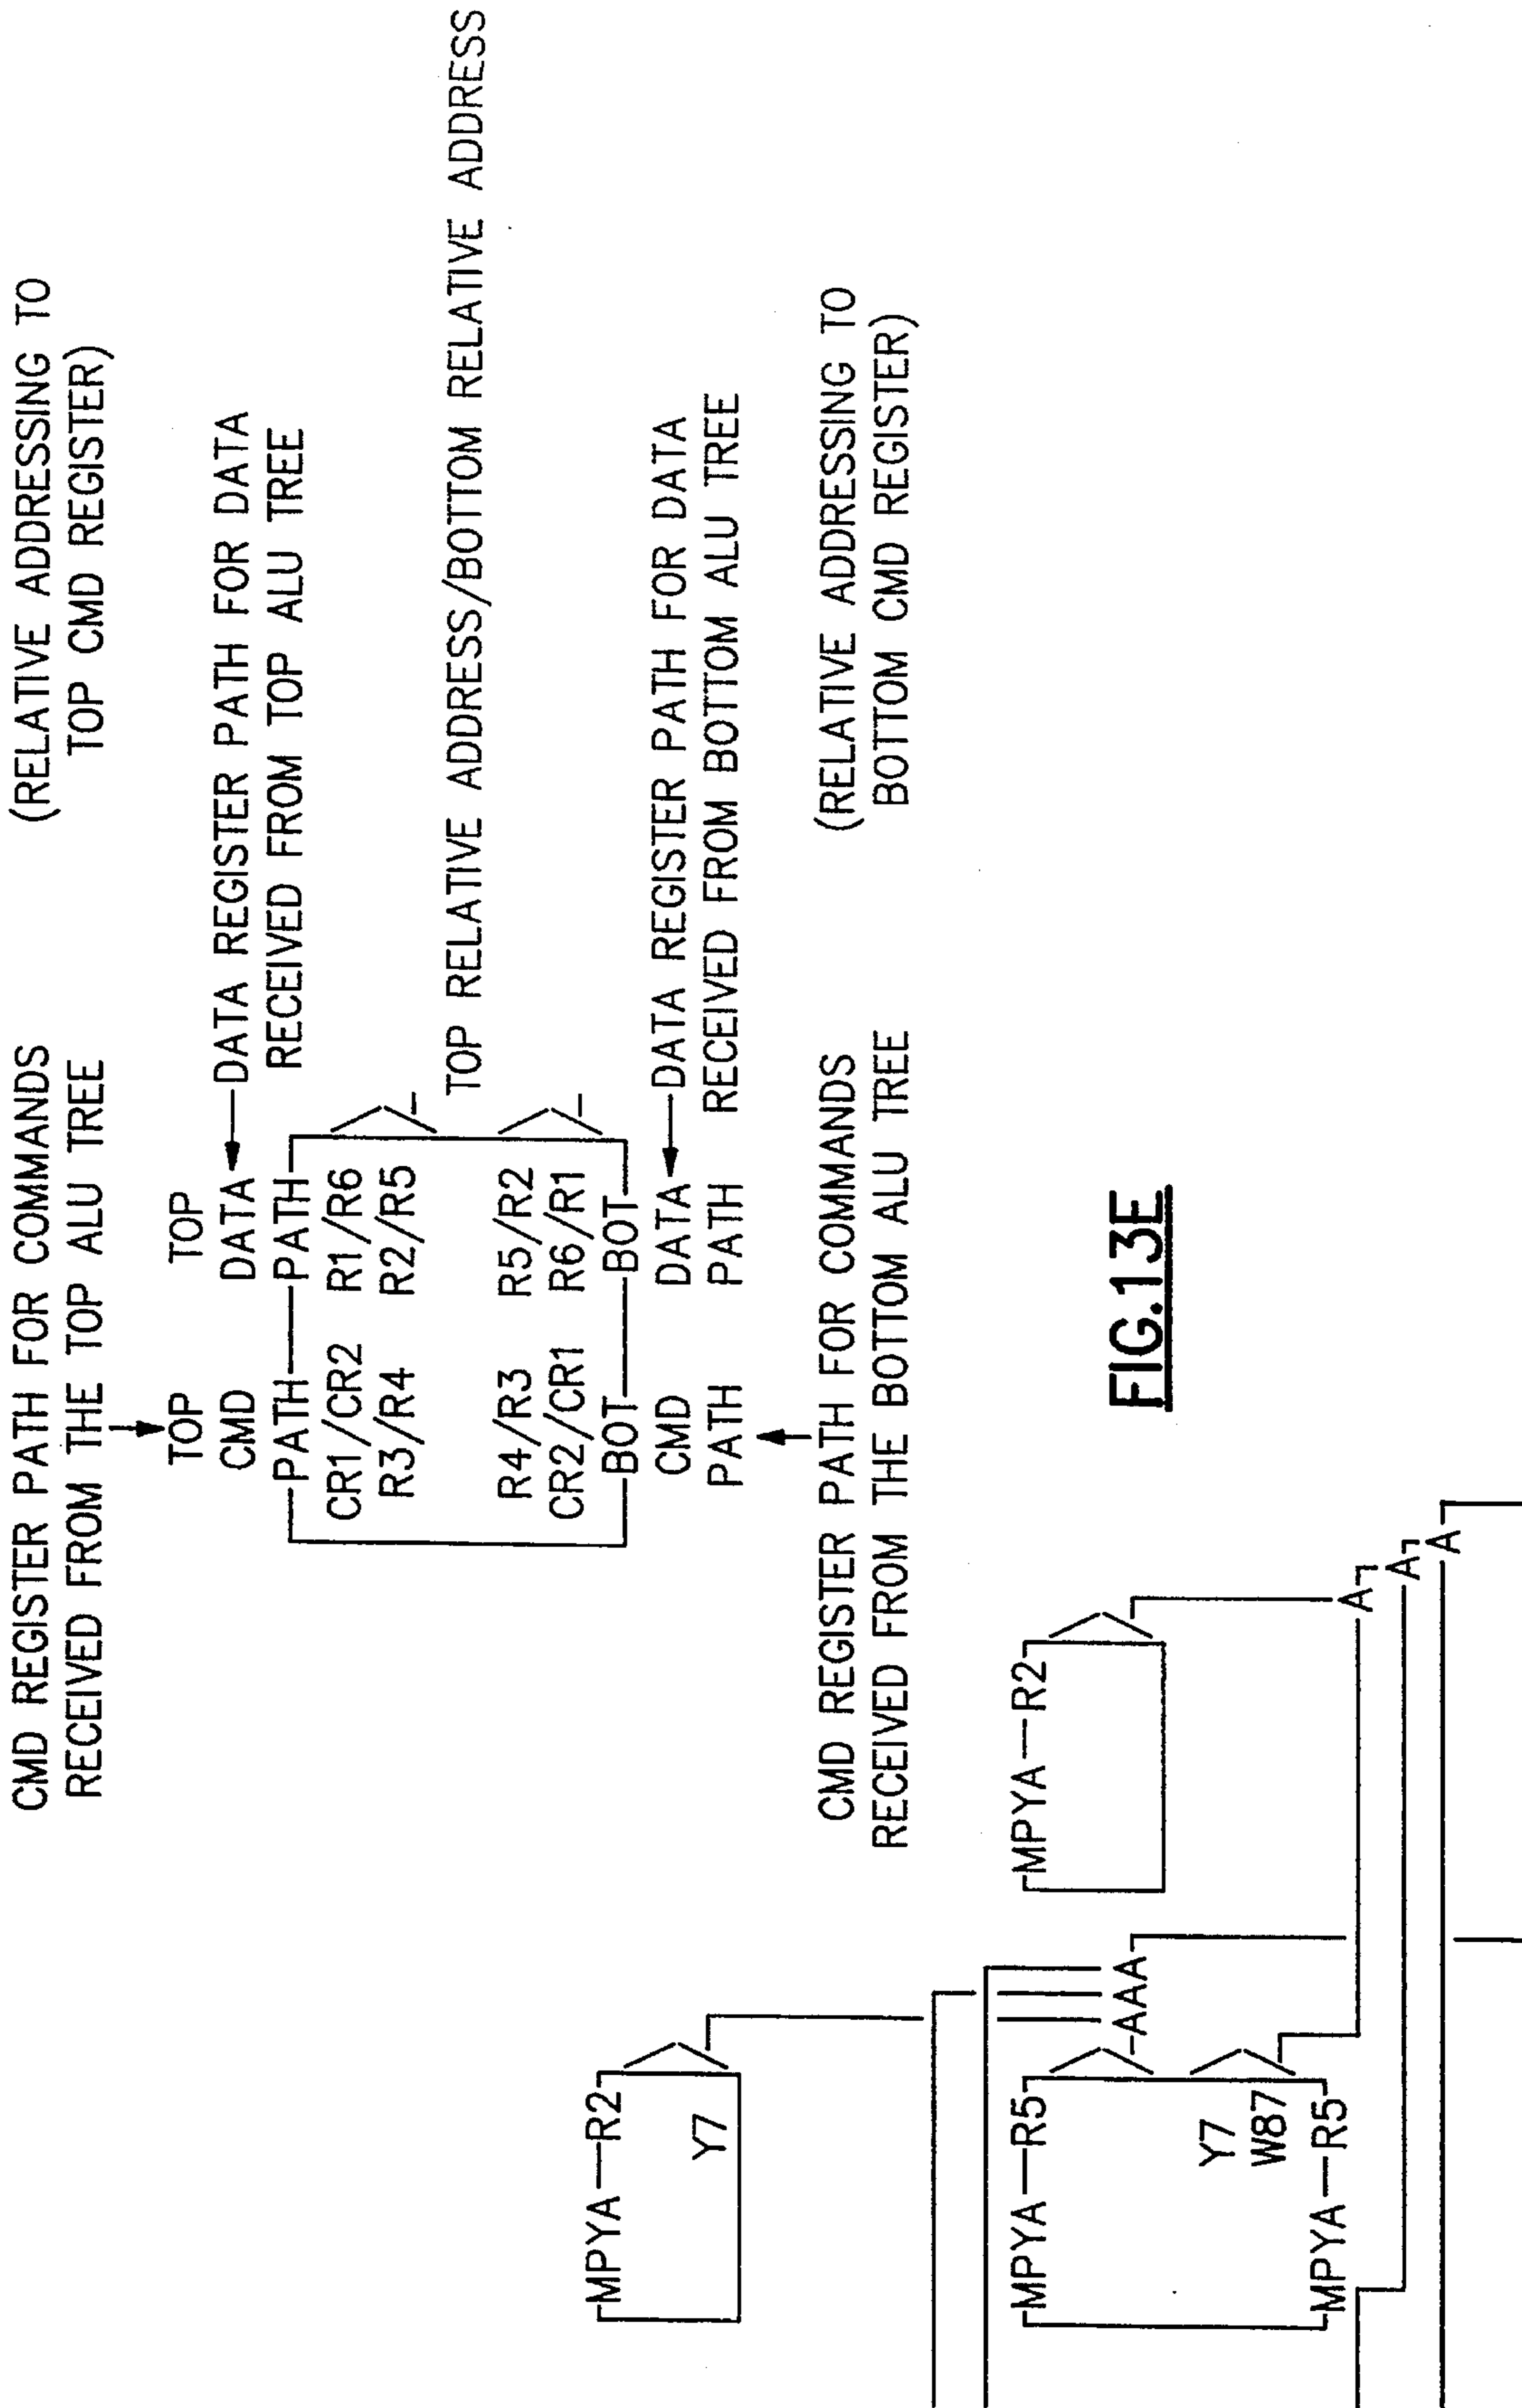 CMD REGISTER PATH FOR COMMANDS (RELATIVE ADDRESSING TO
RECEIVED FROM THE TOP ALU TREE TOP CMD REGISTER)
TOP TOP
CMD DATA DATA REGISTER PATH FOR DATA
PATH PATH RECEIVED FROM TOP ALU TREE
CR1/CR2 R1/R6
R3/R4 R2/R5
TOP RELATIVE ADDRESS/BOTTOM RELATIVE ADDRESS
R4/R3 R5/R2
CR2/CR1 R6/R1
BOT BOT
CMD DATA DATA REGISTER PATH FOR DATA
PATH PATH RECEIVED FROM BOTTOM ALU TREE
CMD REGISTER PATH FOR COMMANDS (RELATIVE ADDRESSING TO
RECEIVED FROM THE BOTTOM ALU TREE BOTTOM CMD REGISTER)
MPYA R2
Y7
MPYA R5 MPYA R2
AAA
Y7
W87
MPYA R5
A
A
A
FIG.13E